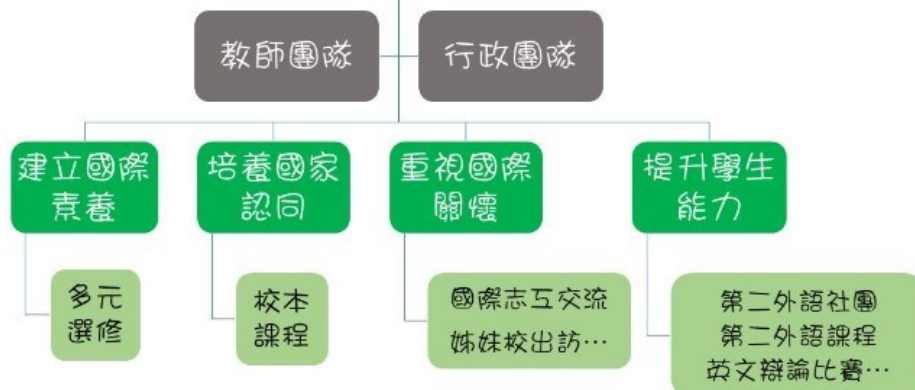 教師團隊
行政團隊
建立國際
素養
培養國家
認同
重視國際
關懷
提升學生
能力
多元
選修
校本
課程
國際志互交流
姊妹校出訪…
第二外語社團
第二外語課程
英文辯論比賽…